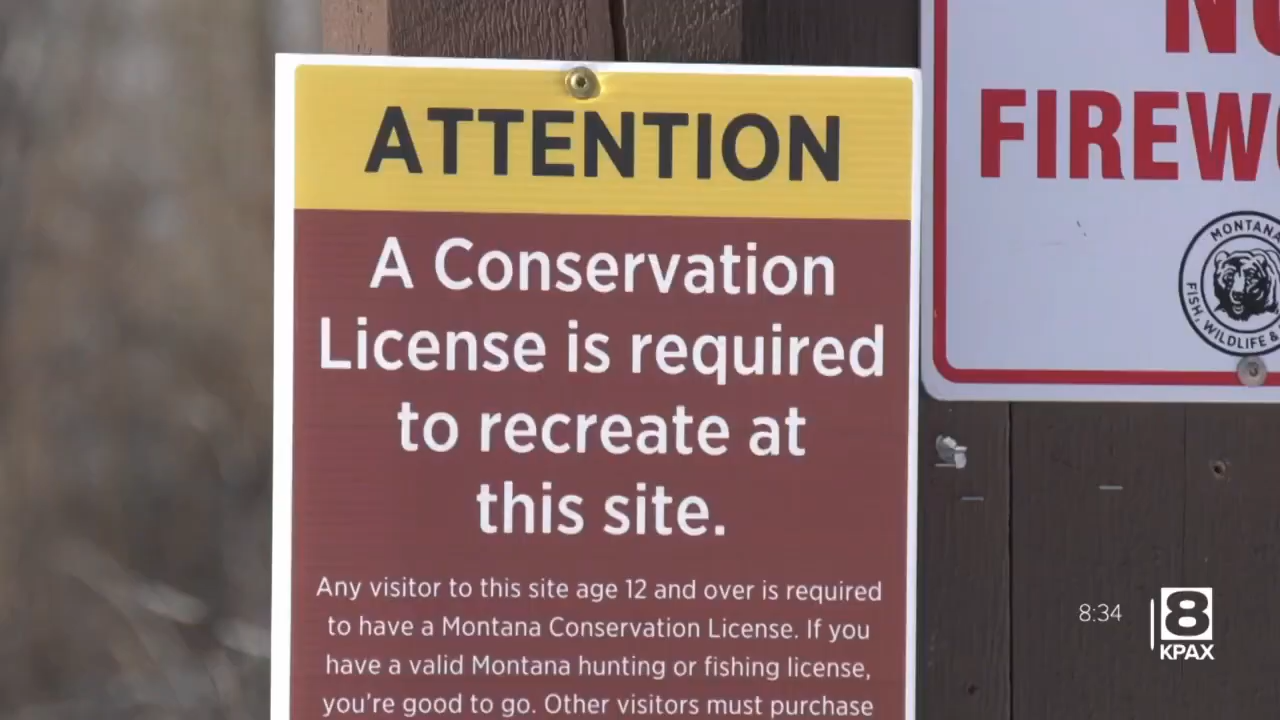 ATTENTION
A Conservation
License is required
to recreate at
this site.
Any visitor to this site age 12 and over is required
to have a Montana Conservation License. If you
have a valid Montana hunting or fishing license,
you're good to go. Other visitors must purchase
FIREW
MONTANA
FISH, WILDLIFE &
8:34
8
KPAX